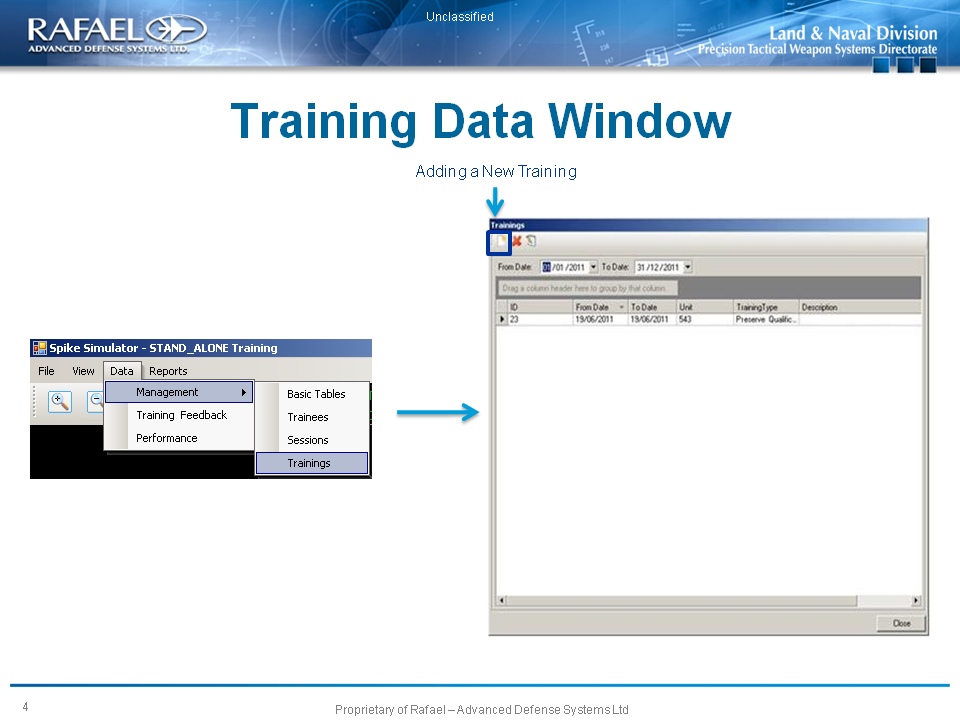 Unclassified
RAFAEL
ADVANCED DEFENSE SYSTEMS LTD.
Land & Naval Division
Precision Tactical Weapon Systems Directorate
Training Data Window
Adding a New Training
Trainings
From Date: 01/01/2011 To Date: 31/12/2011
Drag a column header here to group by that column.
ID From Date To Date Unit TrainingType Description
23 19/06/2011 19/06/2011 543 Preserve Qualific...
Close
Spike Simulator - STAND_ALONE Training
File View Data Reports
Management
Training Feedback
Performance
Basic Tables
Trainees
Sessions
Trainings
4
Proprietary of Rafael – Advanced Defense Systems Ltd